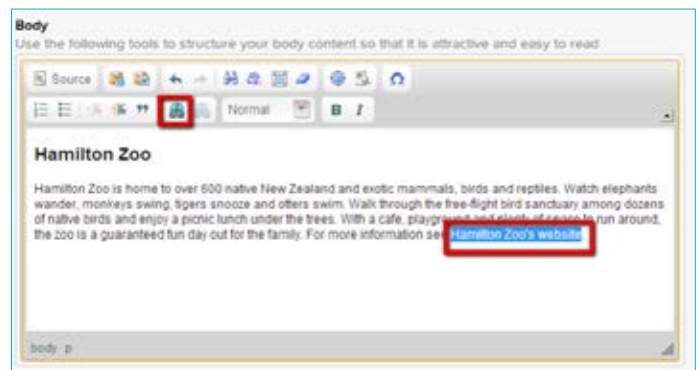 Body
Use the following tools to structure your body content so that it is attractive and easy to read
Source
Normal B I
Hamilton Zoo
Hamilton Zoo is home to over 600 native New Zealand and exotic mammals, birds and reptiles. Watch elephants
wander, monkeys swing, tigers snooze and otters swim. Walk through the free-flight bird sanctuary among dozens
of native birds and enjoy a picnic lunch under the trees. With a cafe, playground and plenty of space to run around,
the zoo is a guaranteed fun day out for the family. For more information see Hamilton Zoo's website.
body p